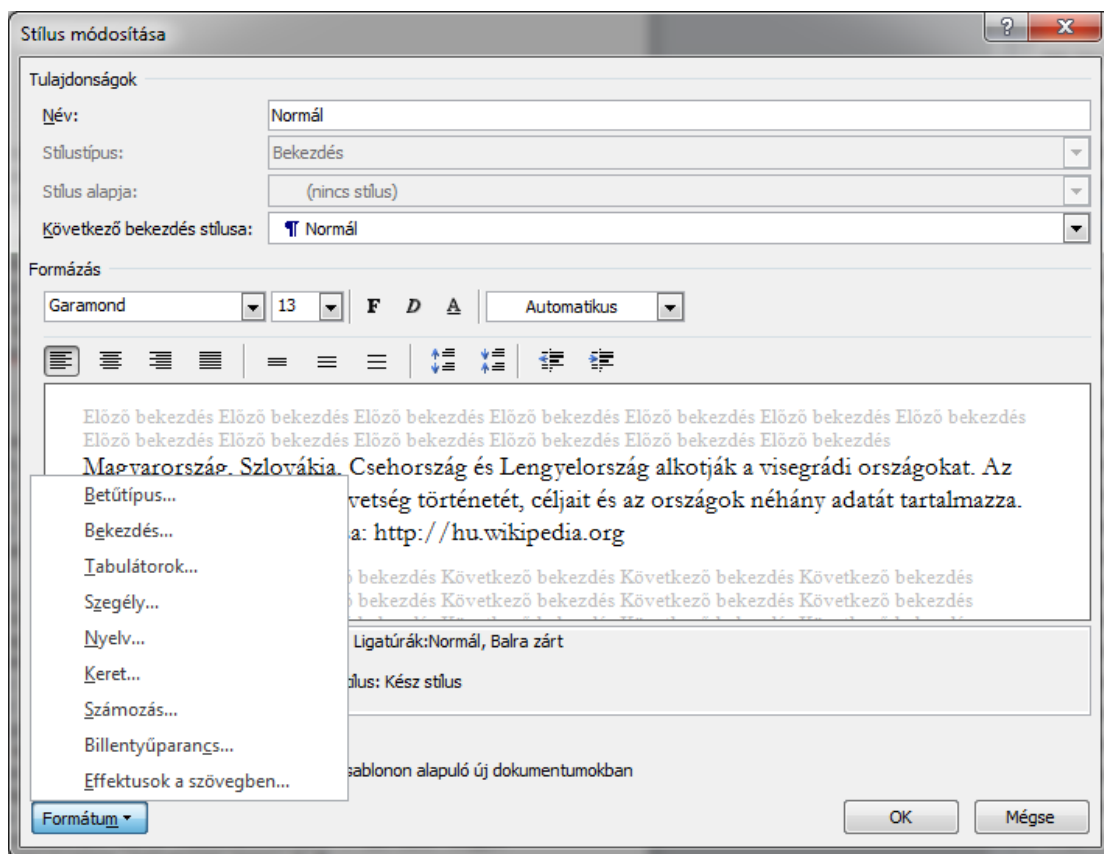 Stílus módosítása
Tulajdonságok
Név: Normál
Stílustípus: Bekezdés
Stílus alapja: (nincs stílus)
Következő bekezdés stílusa: ¶ Normál
Formázás
Garamond 13 F D A Automatikus
Előző bekezdés Előző bekezdés Előző bekezdés Előző bekezdés Előző bekezdés Előző bekezdés Előző bekezdés
Előző bekezdés Előző bekezdés Előző bekezdés Előző bekezdés Előző bekezdés Előző bekezdés
Magyarország, Szlovákia, Csehország és Lengyelország alkotják a visegrádi országokat. Az
vetség történetét, céljait és az országok néhány adatát tartalmazza.
a: http://hu.wikipedia.org
bekezdés Következő bekezdés Következő bekezdés Következő bekezdés
bekezdés Következő bekezdés Következő bekezdés Következő bekezdés
Ligatúrák:Normál, Balra zárt
ílus: Kész stílus
sablonon alapuló új dokumentumokban
Betűtípus...
Bekezdés...
Tabulátorok...
Szegély...
Nyelv...
Keret...
Számozás...
Billentyűparancs...
Effektusok a szövegben...
Formátum
OK
Mégse